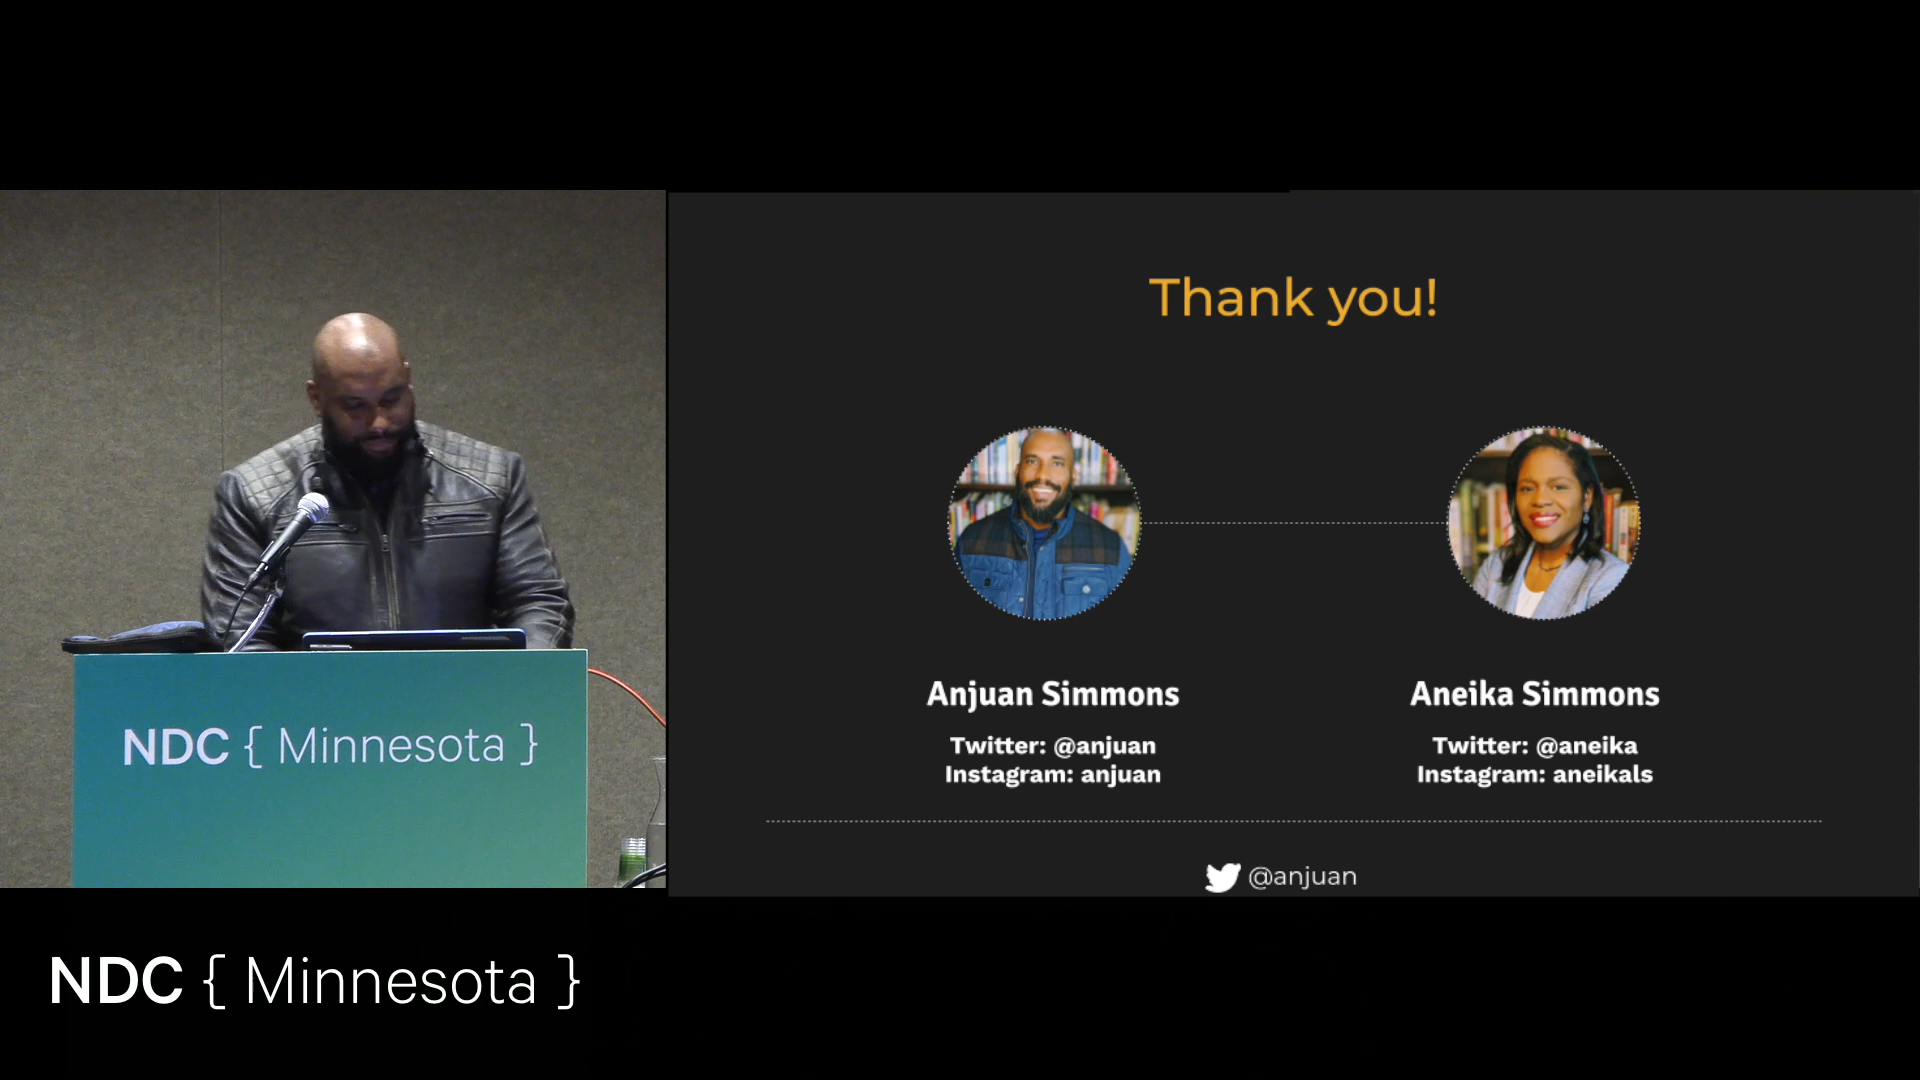 Thank you!
Anjuan Simmons
Twitter: @anjuan
Instagram: anjuan
Aneika Simmons
Twitter: @aneika
Instagram: aneikals
@anjuan
NDC { Minnesota }
NDC { Minnesota }